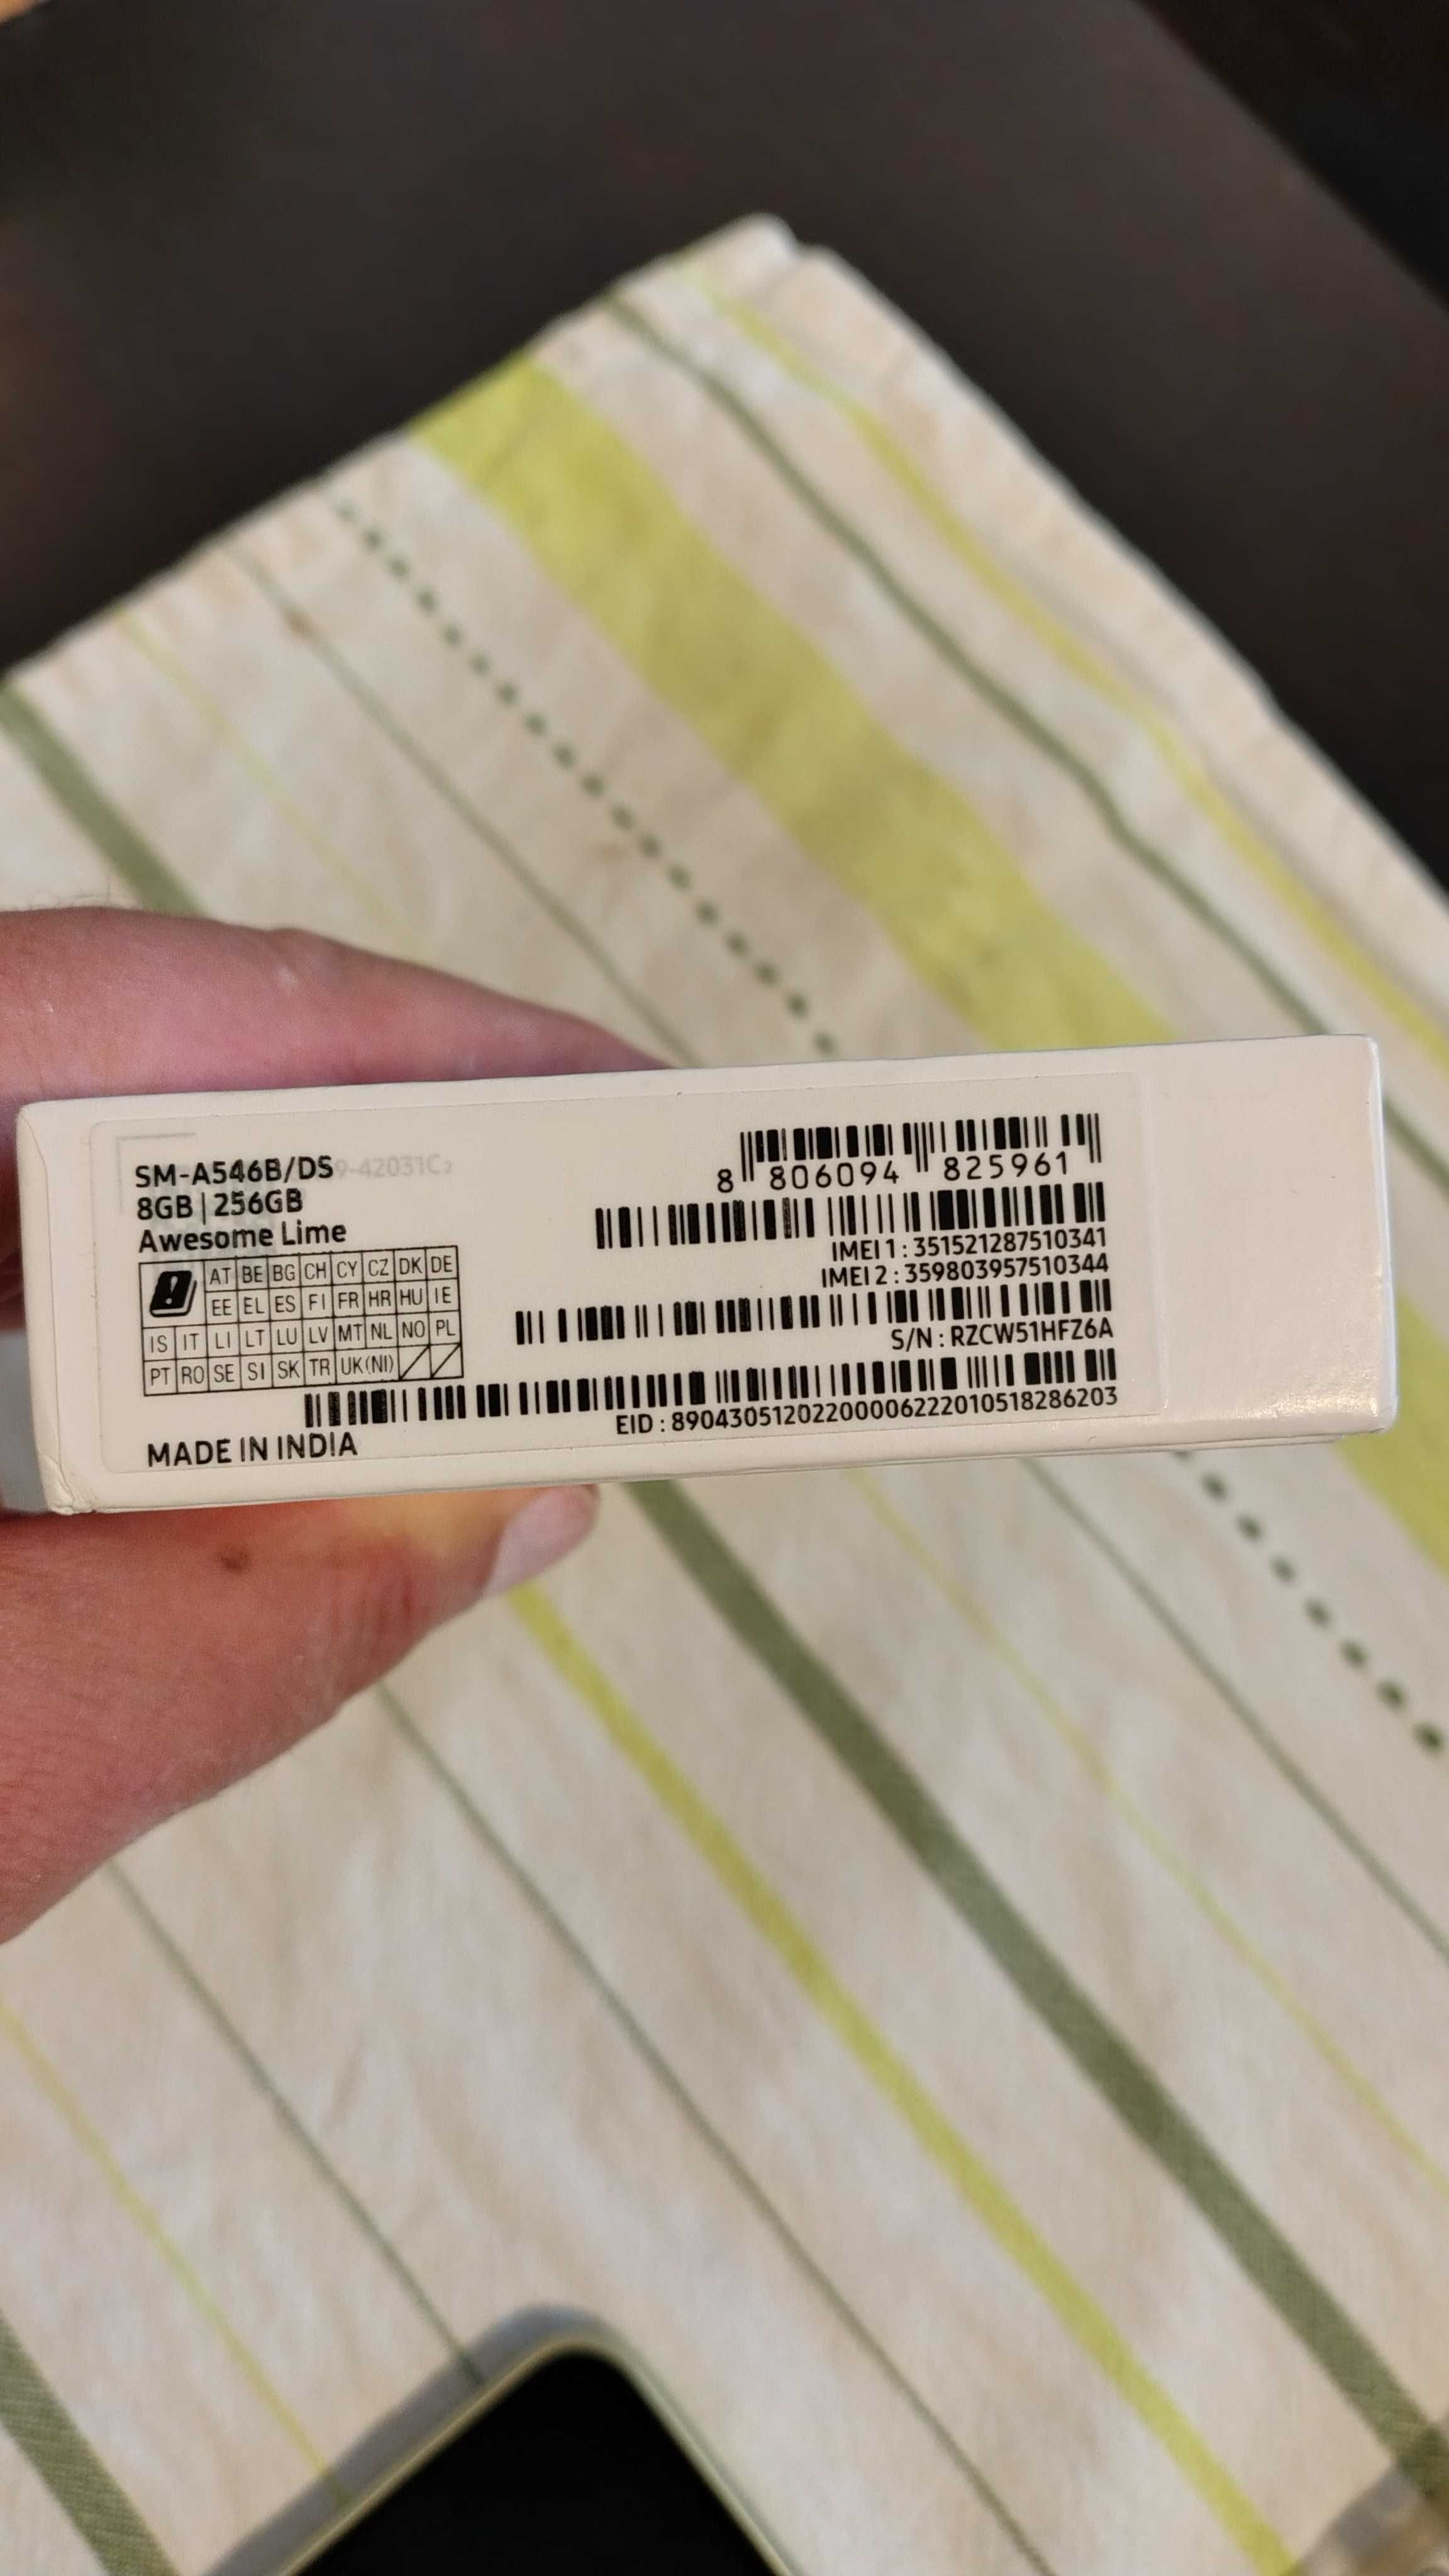 SM-A546B/DS
8GB | 256GB
Awesome Lime
AT BE BG CH CY CZ DK DE
EE EL ES FI FR HR HU IE
IS IT LI LT LU LV MT NL NO PL
PT RO SE SI SK TR UK(NI)
MADE IN INDIA
8 806094 825961
IMEI 1 : 351521287510341
IMEI 2 : 359803957510344
S/N : RZCW51HFZ6A
EID : 89043051202200006222010518286203